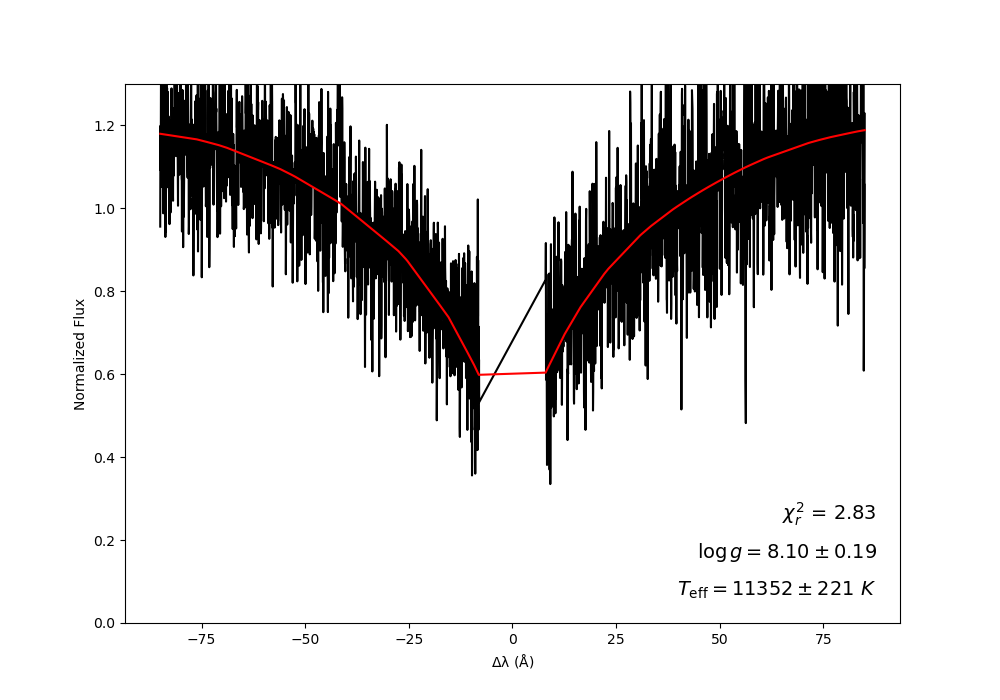 1.2
1.0
0.8
0.6
0.4
0.2
0.0
Normalized Flux
χ²ᵣ = 2.83
log g = 8.10 ± 0.19
T_eff = 11352 ± 221 K
−75 −50 −25 0 25 50 75
Δλ (Å)